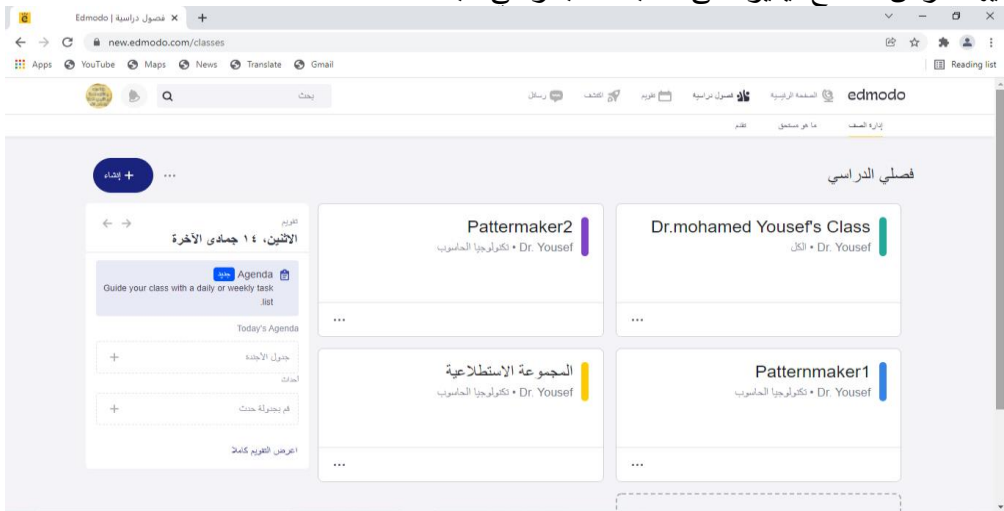 فصول دراسية | Edmodo
new.edmodo.com/classes
Apps YouTube Maps News Translate Gmail Reading list
edmodo الصفحة الرئيسية فصول دراسية تقويم اكتشف رسائل بحث
إدارة الصف ما هو مستحق تقدم
فصلي الدراسي
... + إنشاء
Dr.mohamed Yousef's Class
Dr. Yousef • الكل
...
Pattermaker2
Dr. Yousef • تكنولوجيا الحاسوب
...
Patternmaker1
Dr. Yousef • تكنولوجيا الحاسوب
...
المجموعة الاستطلاعية
Dr. Yousef • تكنولوجيا الحاسوب
...
تقويم
الاثنين، ١٤ جمادى الآخرة
Agenda جديد
Guide your class with a daily or weekly task
list.
Today's Agenda
جدول الأجندة +
أحداث
قم بجدولة حدث +
اعرض التقويم كاملا